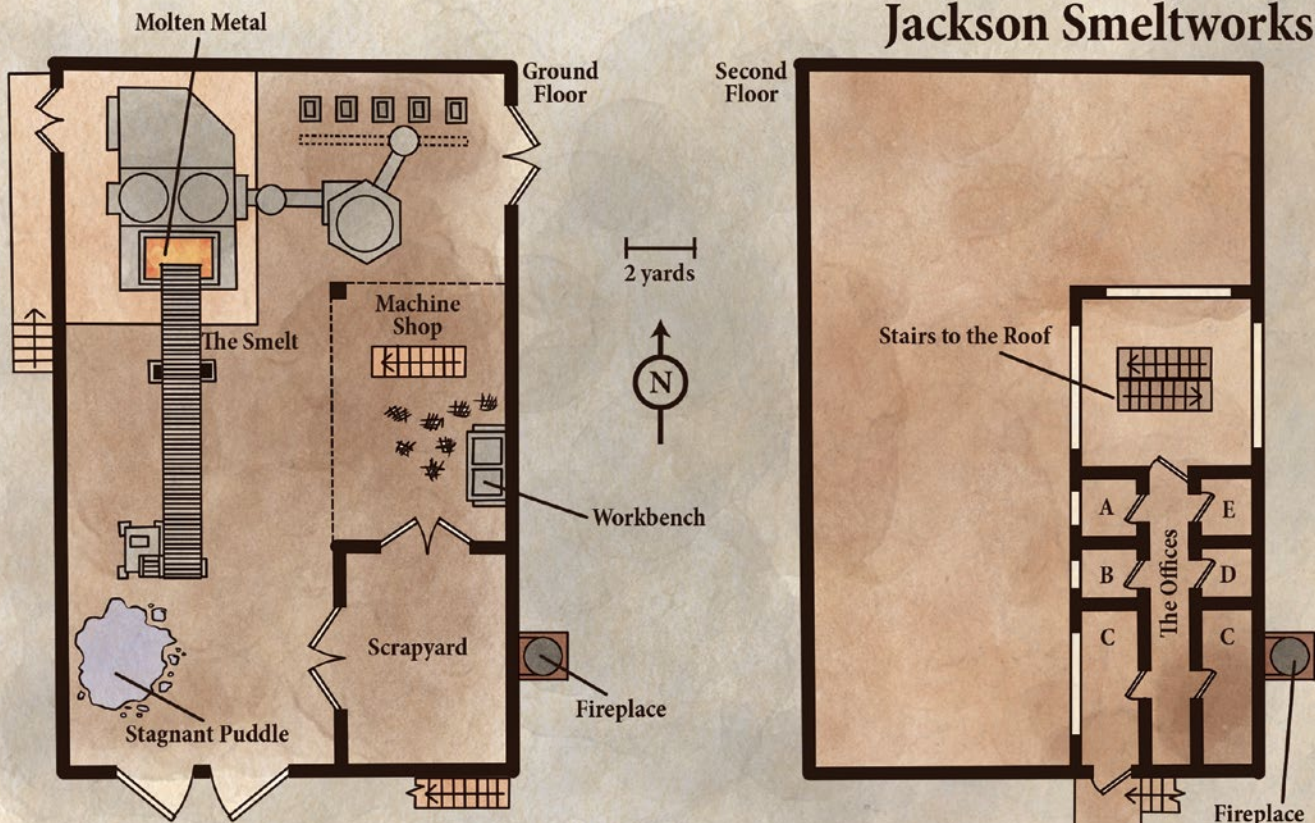 Jackson Smeltworks
Molten Metal
Ground
Floor
Second
Floor
2 yards
N
Machine
Shop
The Smelt
Stairs to the Roof
Workbench
A
E
B
D
The Offices
C
C
Scrapyard
Fireplace
Stagnant Puddle
Fireplace